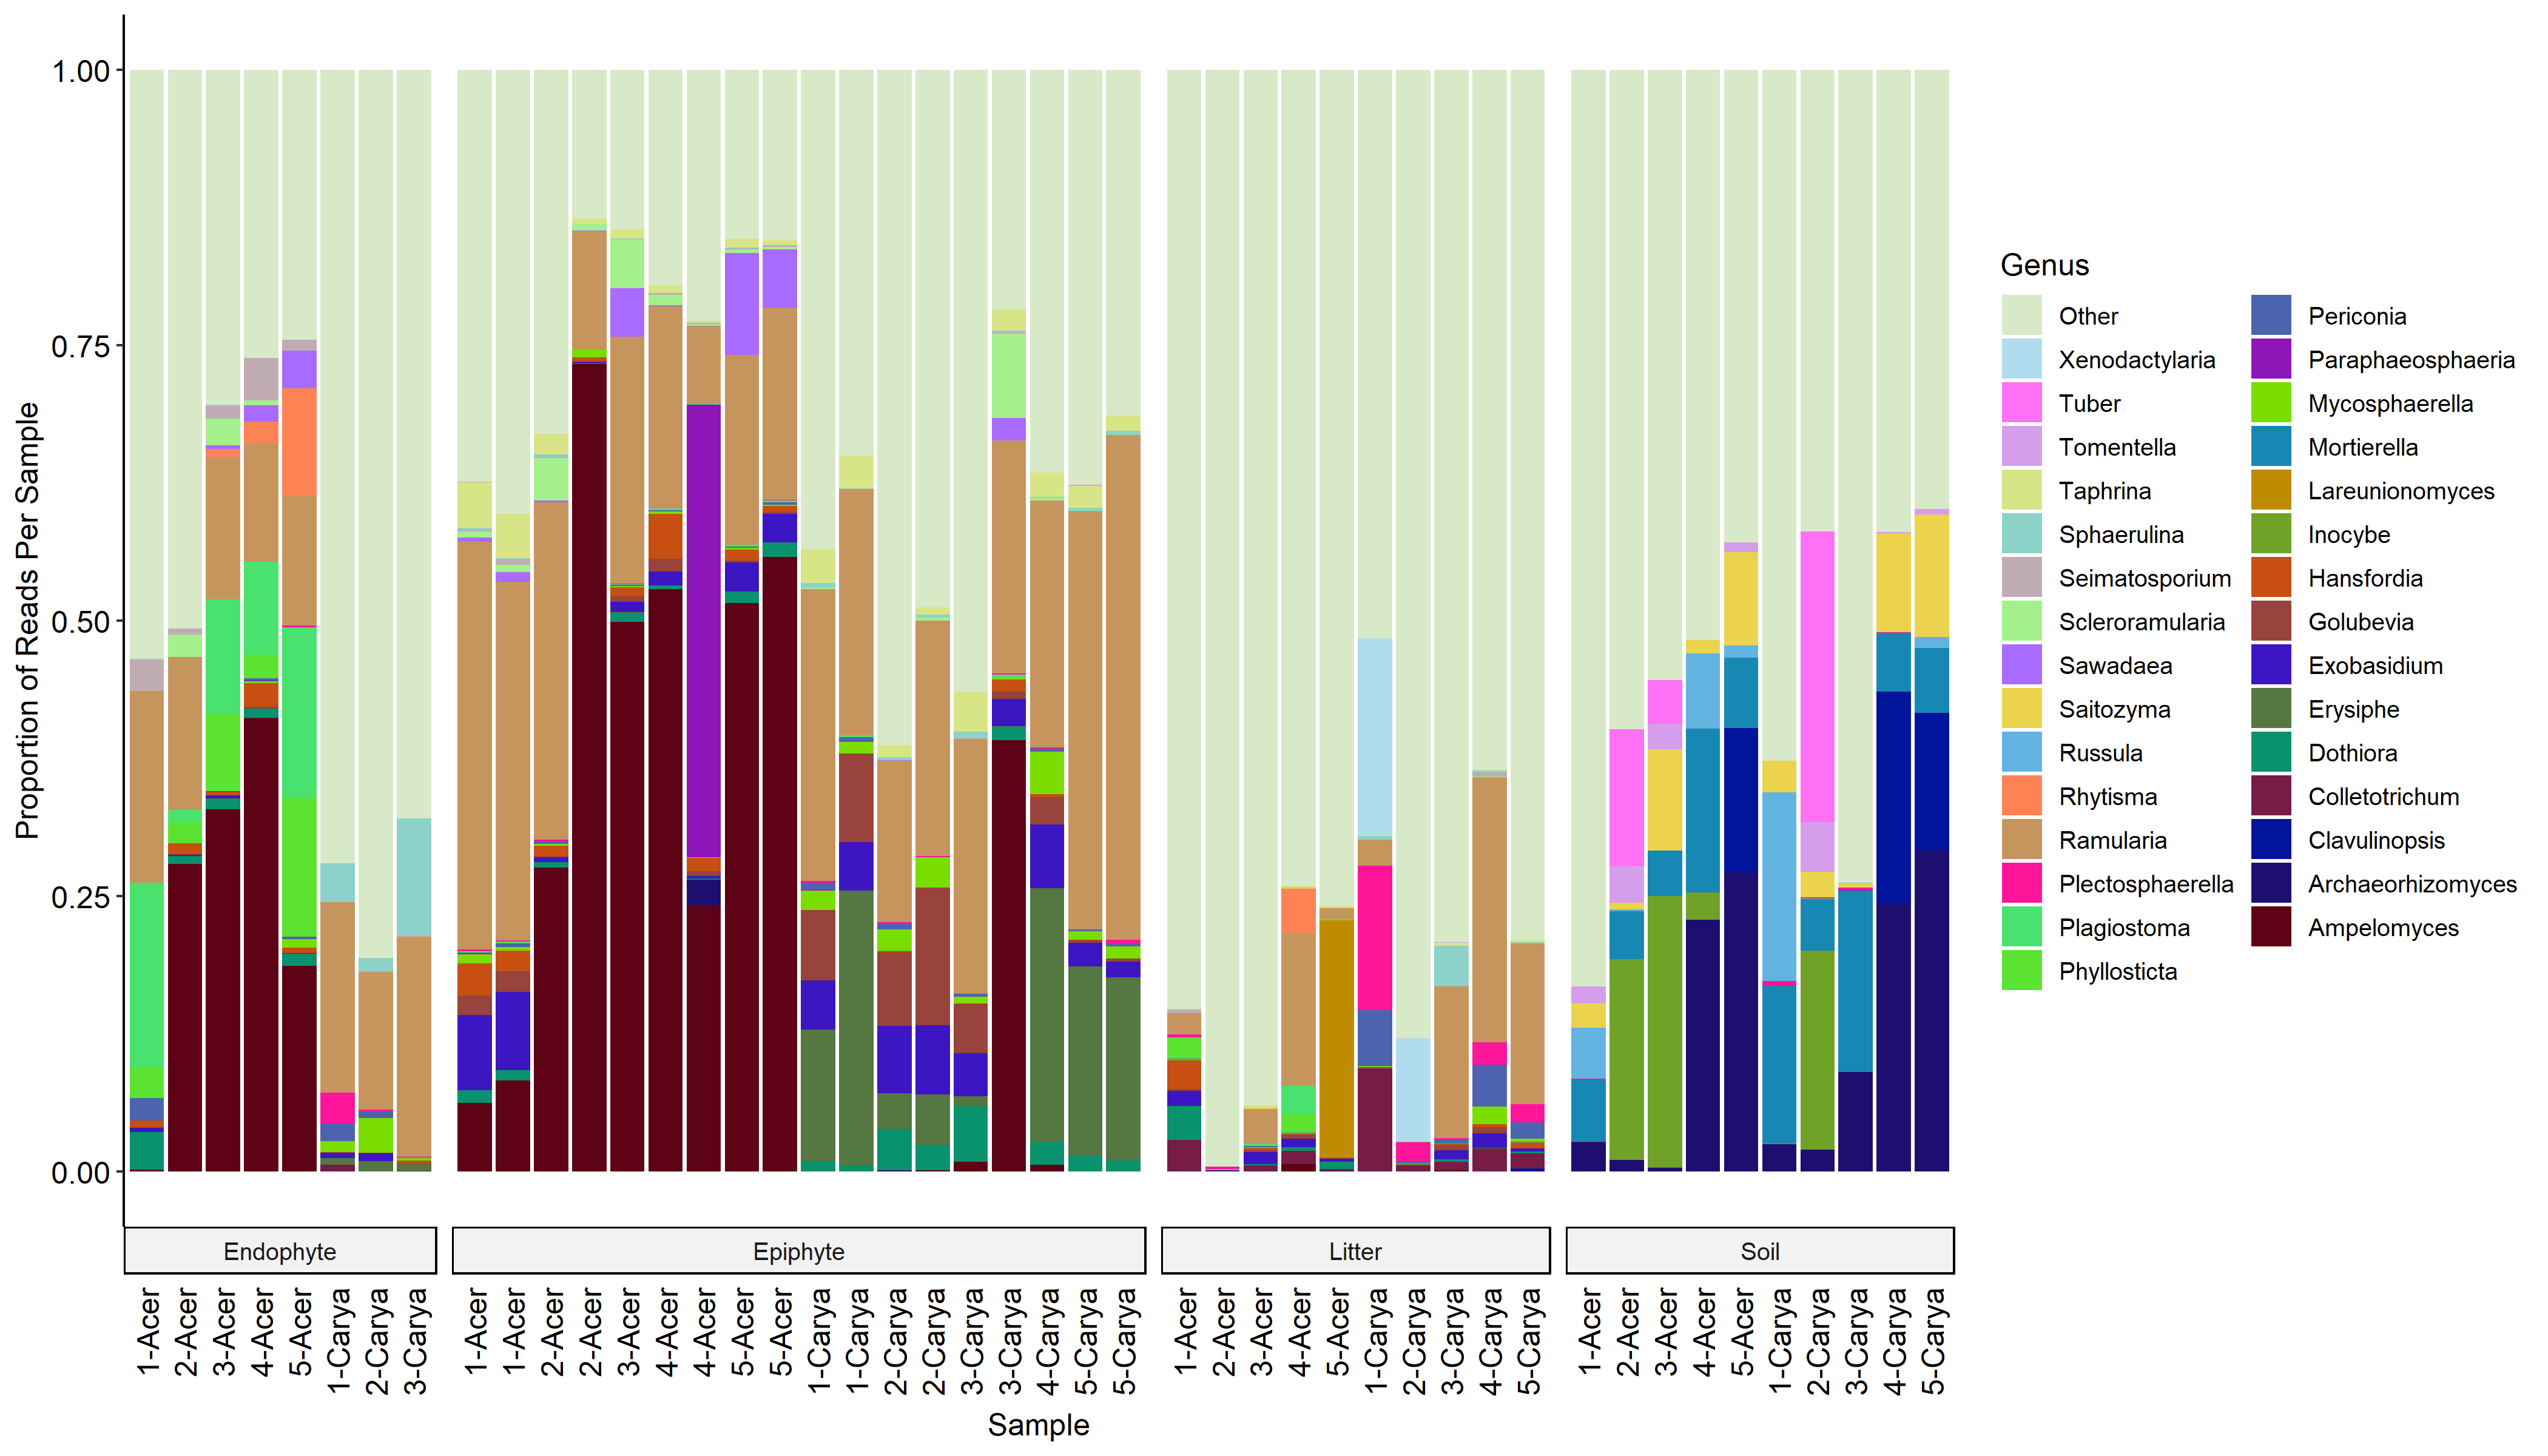 Proportion of Reads Per Sample
1.00
0.75
0.50
0.25
0.00
Endophyte
Epiphyte
Litter
Soil
1-Acer
2-Acer
3-Acer
4-Acer
5-Acer
1-Carya
2-Carya
3-Carya
1-Acer
1-Acer
2-Acer
2-Acer
3-Acer
4-Acer
4-Acer
5-Acer
5-Acer
1-Carya
1-Carya
2-Carya
2-Carya
3-Carya
3-Carya
4-Carya
5-Carya
5-Carya
1-Acer
2-Acer
3-Acer
4-Acer
5-Acer
1-Carya
2-Carya
3-Carya
4-Carya
5-Carya
1-Acer
2-Acer
3-Acer
4-Acer
5-Acer
1-Carya
2-Carya
3-Carya
4-Carya
5-Carya
Sample
Genus
Other
Xenodactylaria
Tuber
Tomentella
Taphrina
Sphaerulina
Seimatosporium
Scleroramularia
Sawadaea
Saitozyma
Russula
Rhytisma
Ramularia
Plectosphaerella
Plagiostoma
Phyllosticta
Periconia
Paraphaeosphaeria
Mycosphaerella
Mortierella
Lareunionomyces
Inocybe
Hansfordia
Golubevia
Exobasidium
Erysiphe
Dothiora
Colletotrichum
Clavulinopsis
Archaeorhizomyces
Ampelomyces